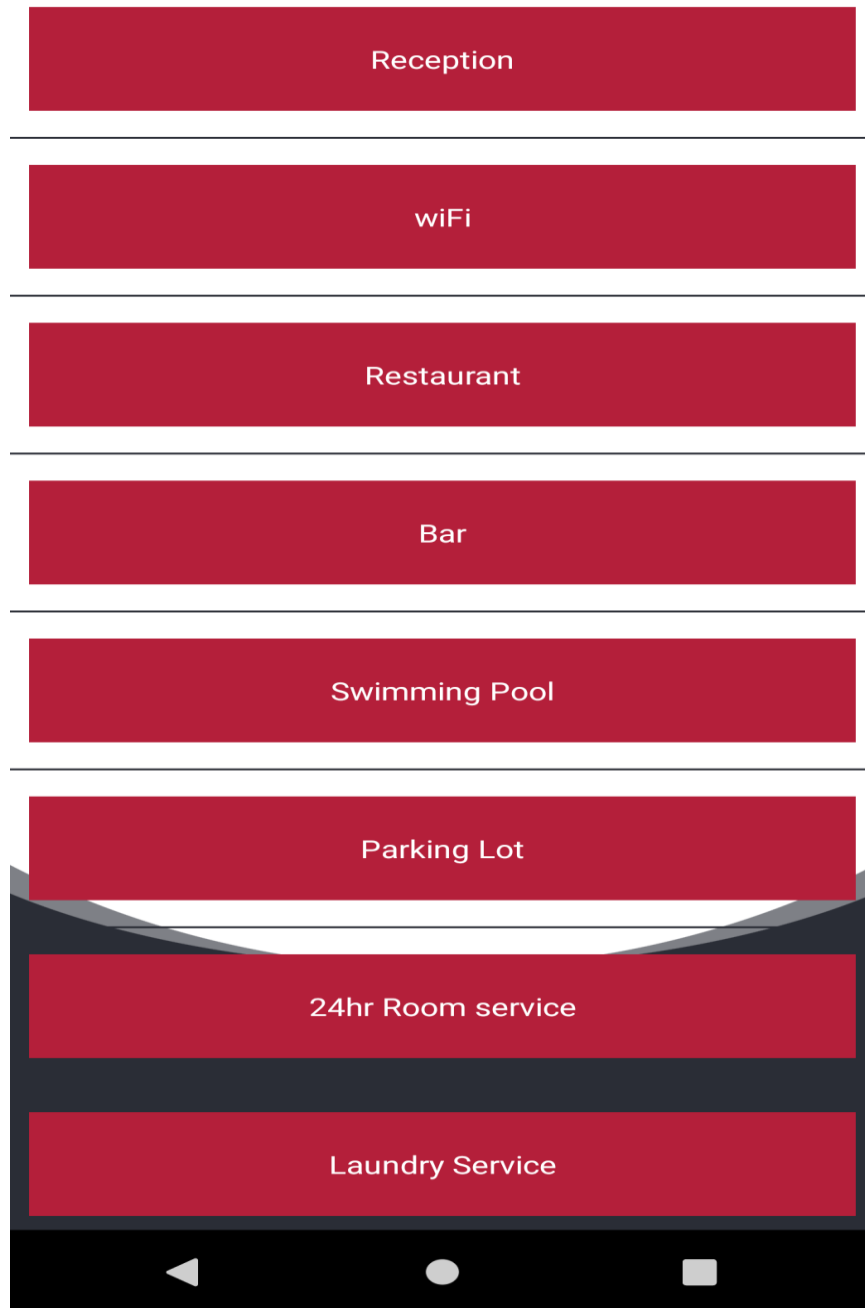 Reception
wiFi
Restaurant
Bar
Swimming Pool
Parking Lot
24hr Room service
Laundry Service